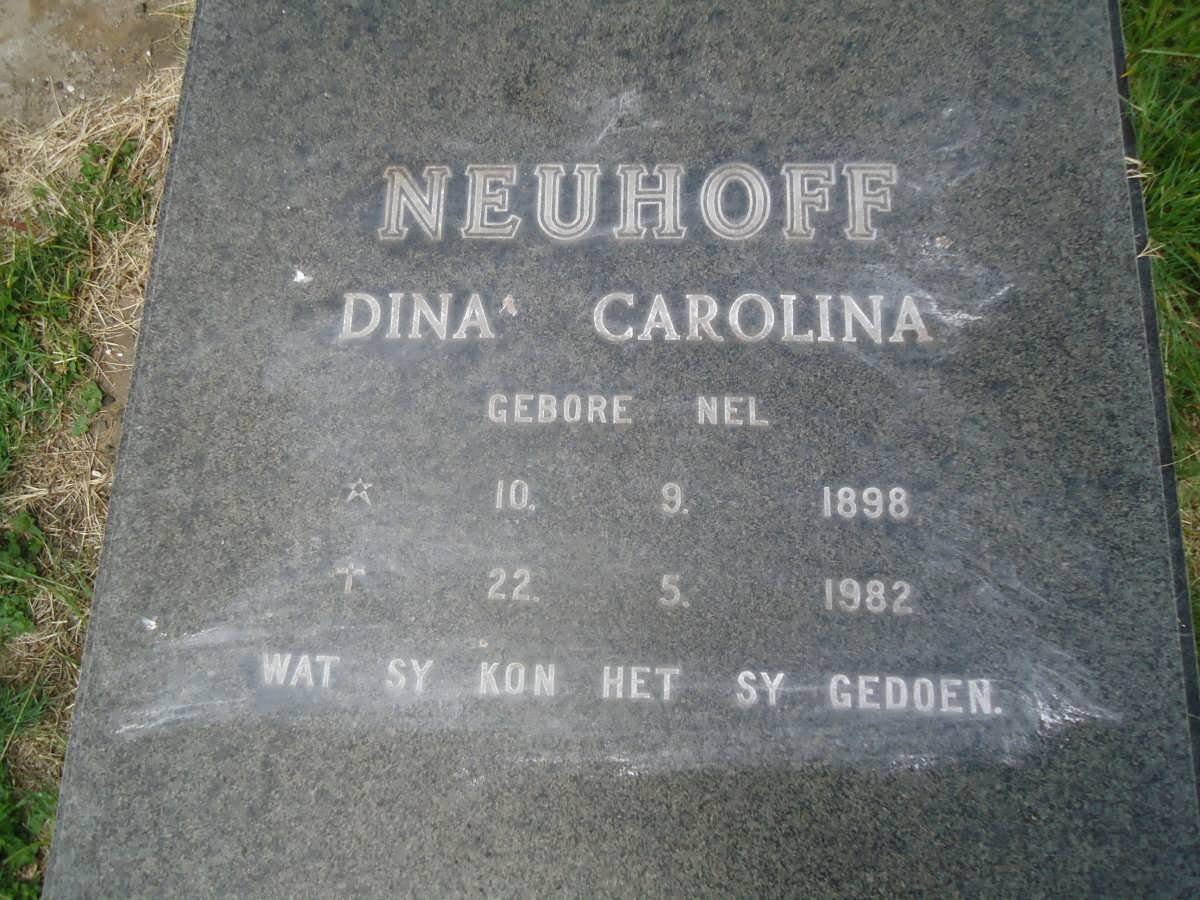 NEUHOFF
DINA CAROLINA
GEBORE NEL
☆ 10. 9. 1898
✝ 22. 5. 1982
WAT SY KON HET SY GEDOEN.